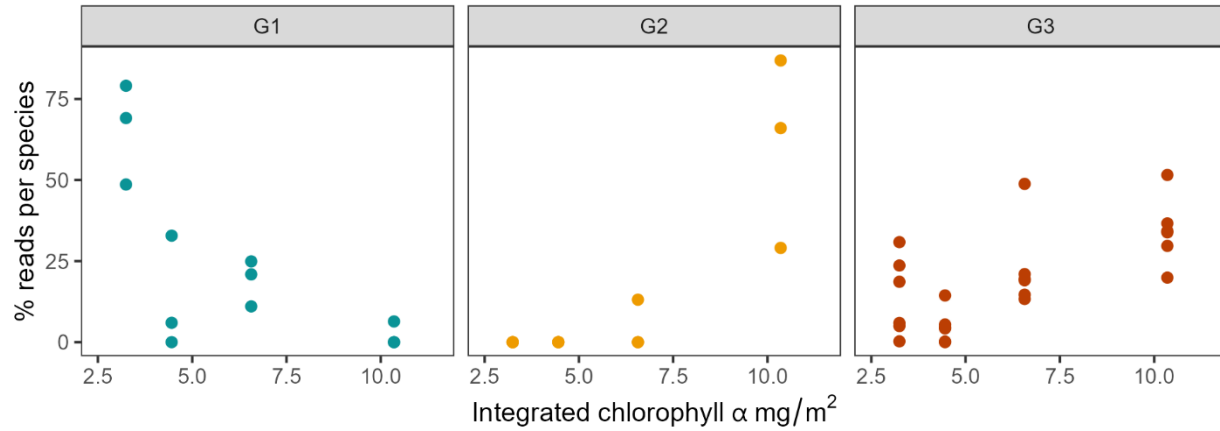 G1 G2 G3
% reads per species
75
50
25
0
2.5 5.0 7.5 10.0 2.5 5.0 7.5 10.0 2.5 5.0 7.5 10.0
Integrated chlorophyll α mg/m²